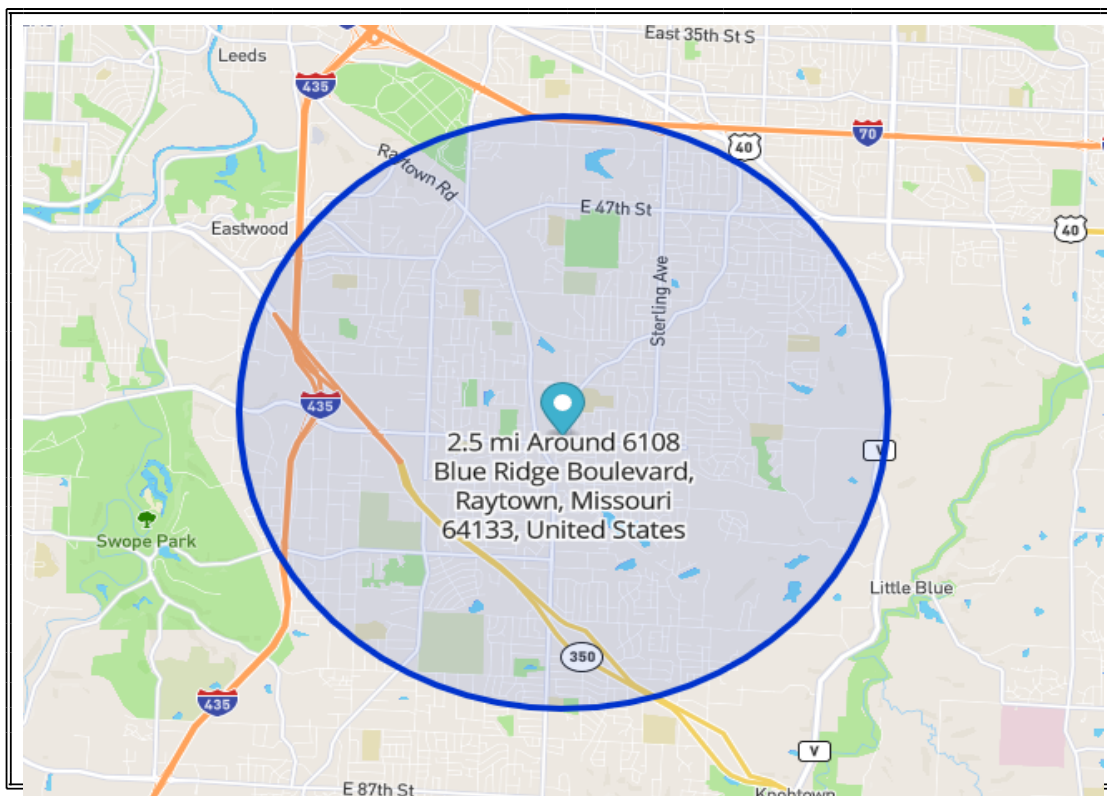 East 35th St S
Leeds
435
70
40
Raytown Rd
E 47th St
Eastwood
40
Sterling Ave
435
2.5 mi Around 6108
Blue Ridge Boulevard,
Raytown, Missouri
64133, United States
V
Swope Park
Little Blue
350
435
V
E 87th St
Knobtown